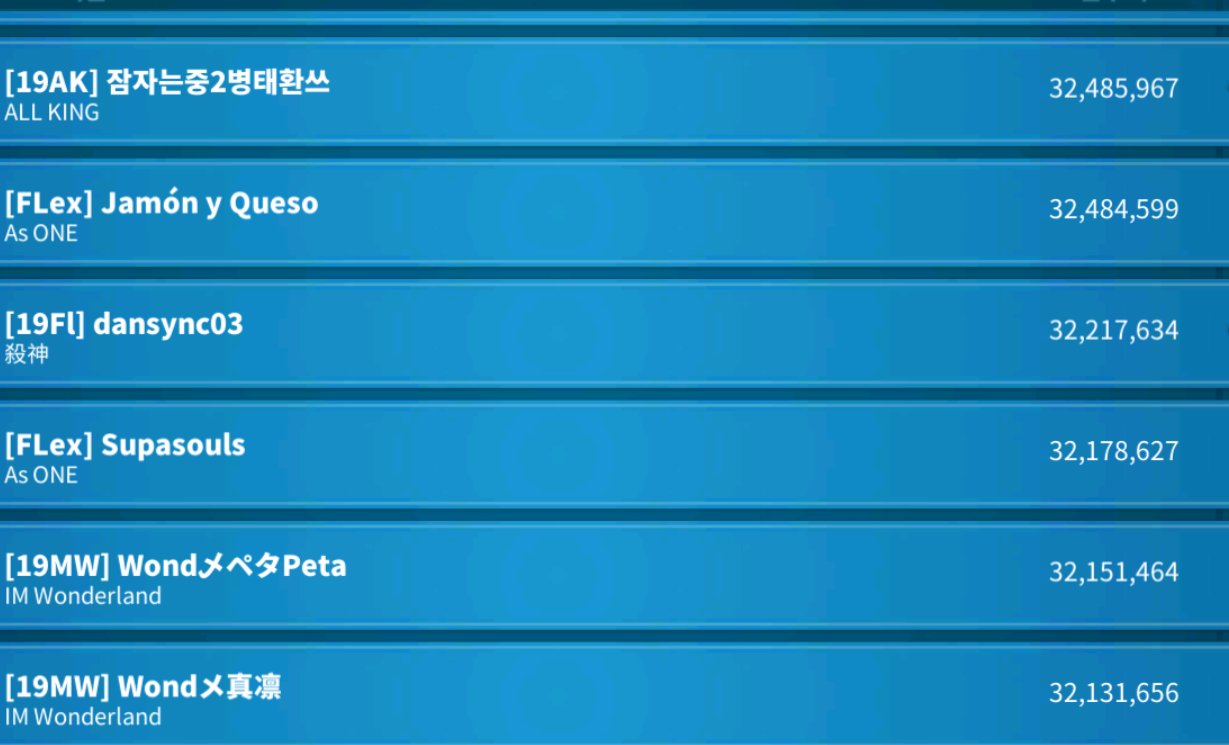 [19AK] 잠자는중2병태환쓰
32,485,967
ALL KING
[FLex] Jamón y Queso
32,484,599
As ONE
[19Fl] dansync03
32,217,634
殺神
[FLex] Supasouls
32,178,627
As ONE
[19MW] WondメペタPeta
32,151,464
IM Wonderland
[19MW] Wondメ真凛
32,131,656
IM Wonderland